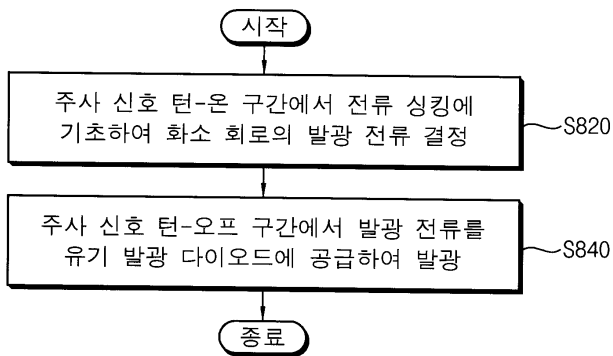 시작
주사 신호 턴-온 구간에서 전류 싱킹에
기초하여 화소 회로의 발광 전류 결정
S820
주사 신호 턴-오프 구간에서 발광 전류를
유기 발광 다이오드에 공급하여 발광
S840
종료